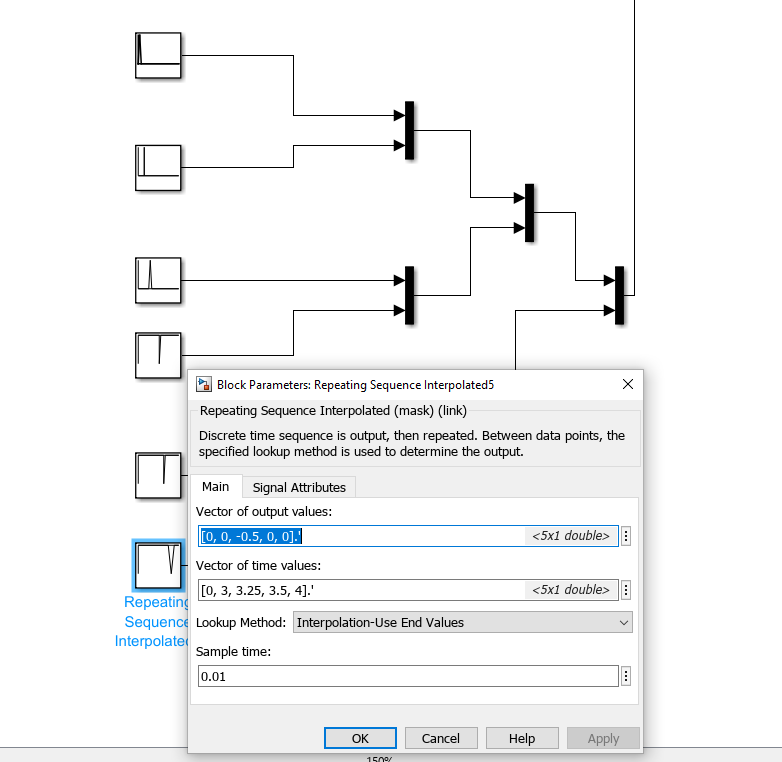 Block Parameters: Repeating Sequence Interpolated5
Repeating Sequence Interpolated (mask) (link)
Discrete time sequence is output, then repeated. Between data points, the
specified lookup method is used to determine the output.
Main Signal Attributes
Vector of output values:
[0, 0, -0.5, 0, 0].' <5x1 double>
Vector of time values:
[0, 3, 3.25, 3.5, 4].' <5x1 double>
Lookup Method: Interpolation-Use End Values
Sample time:
0.01
OK Cancel Help Apply
Repeating
Sequence
Interpolated
150%